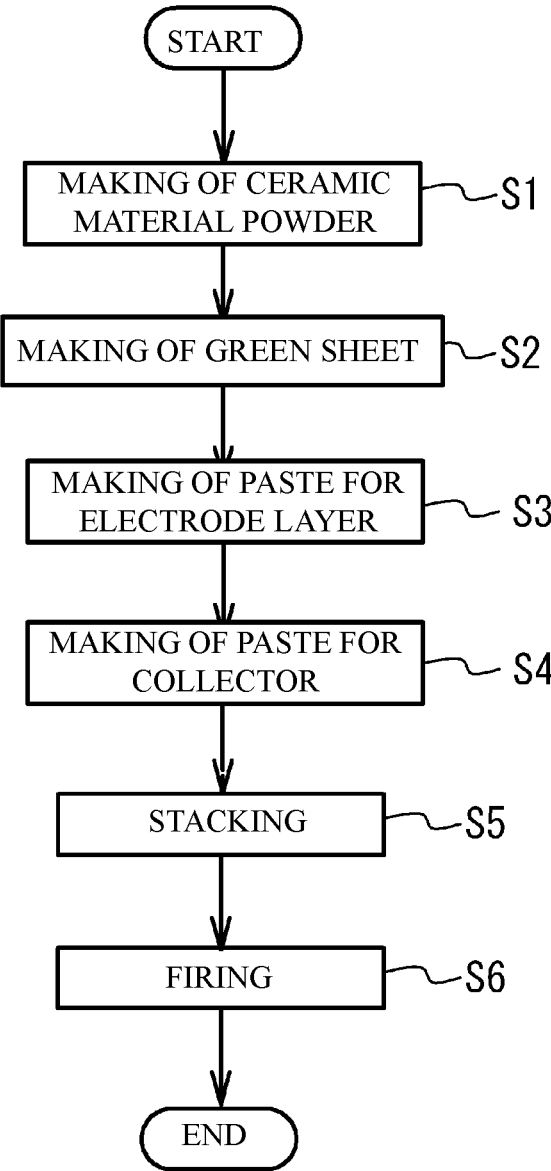 START
MAKING OF CERAMIC
MATERIAL POWDER
S1
MAKING OF GREEN SHEET
S2
MAKING OF PASTE FOR
ELECTRODE LAYER
S3
MAKING OF PASTE FOR
COLLECTOR
S4
STACKING
S5
FIRING
S6
END